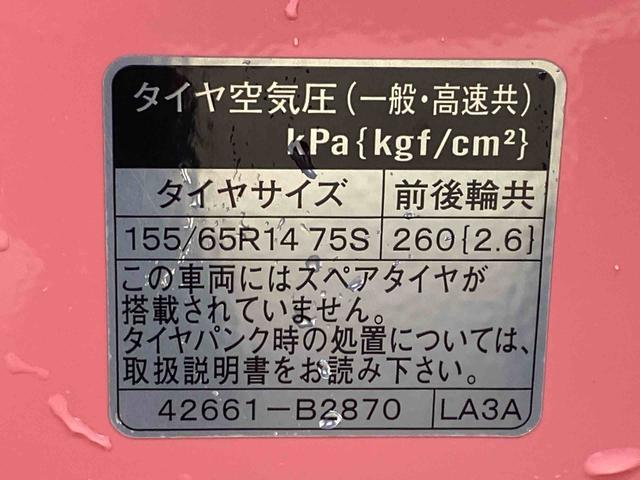 タイヤ空気圧(一般・高速共)
kPa{kgf/cm²}
タイヤサイズ 前後輪共
155/65R14 75S 260{2.6}
この車両にはスペアタイヤが
搭載されていません。
タイヤパンク時の処置については、
取扱説明書をお読み下さい。
42661-B2870 LA3A